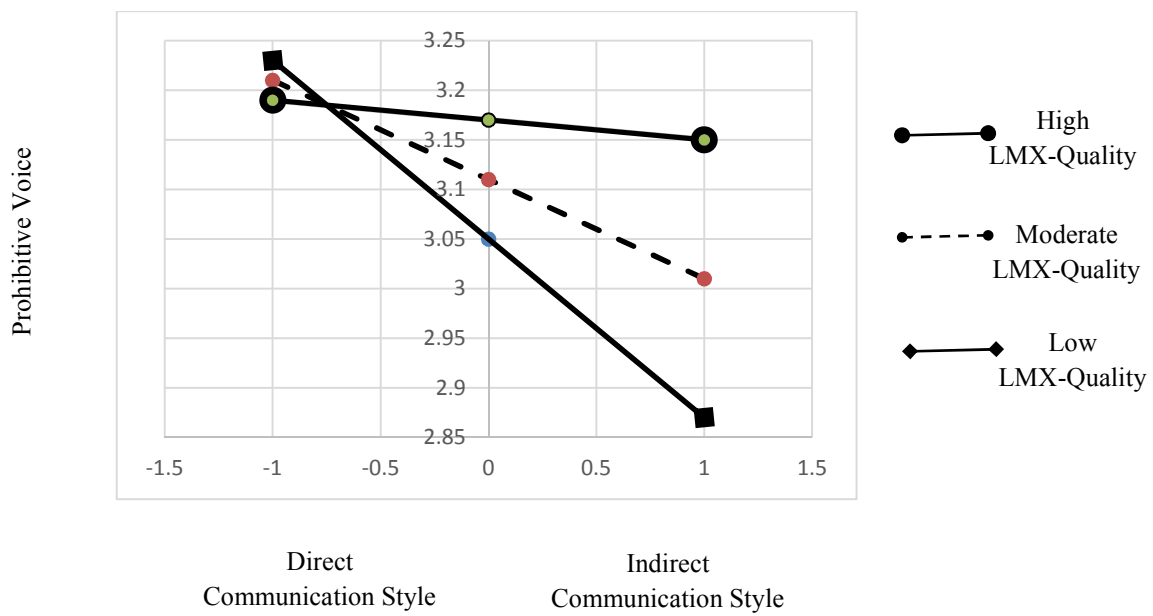 3.25
3.2
3.15
3.1
3.05
3
2.95
2.9
2.85
-1.5 -1 -0.5 0 0.5 1 1.5
Prohibitive Voice
Direct
Communication Style
Indirect
Communication Style
High
LMX-Quality
Moderate
LMX-Quality
Low
LMX-Quality